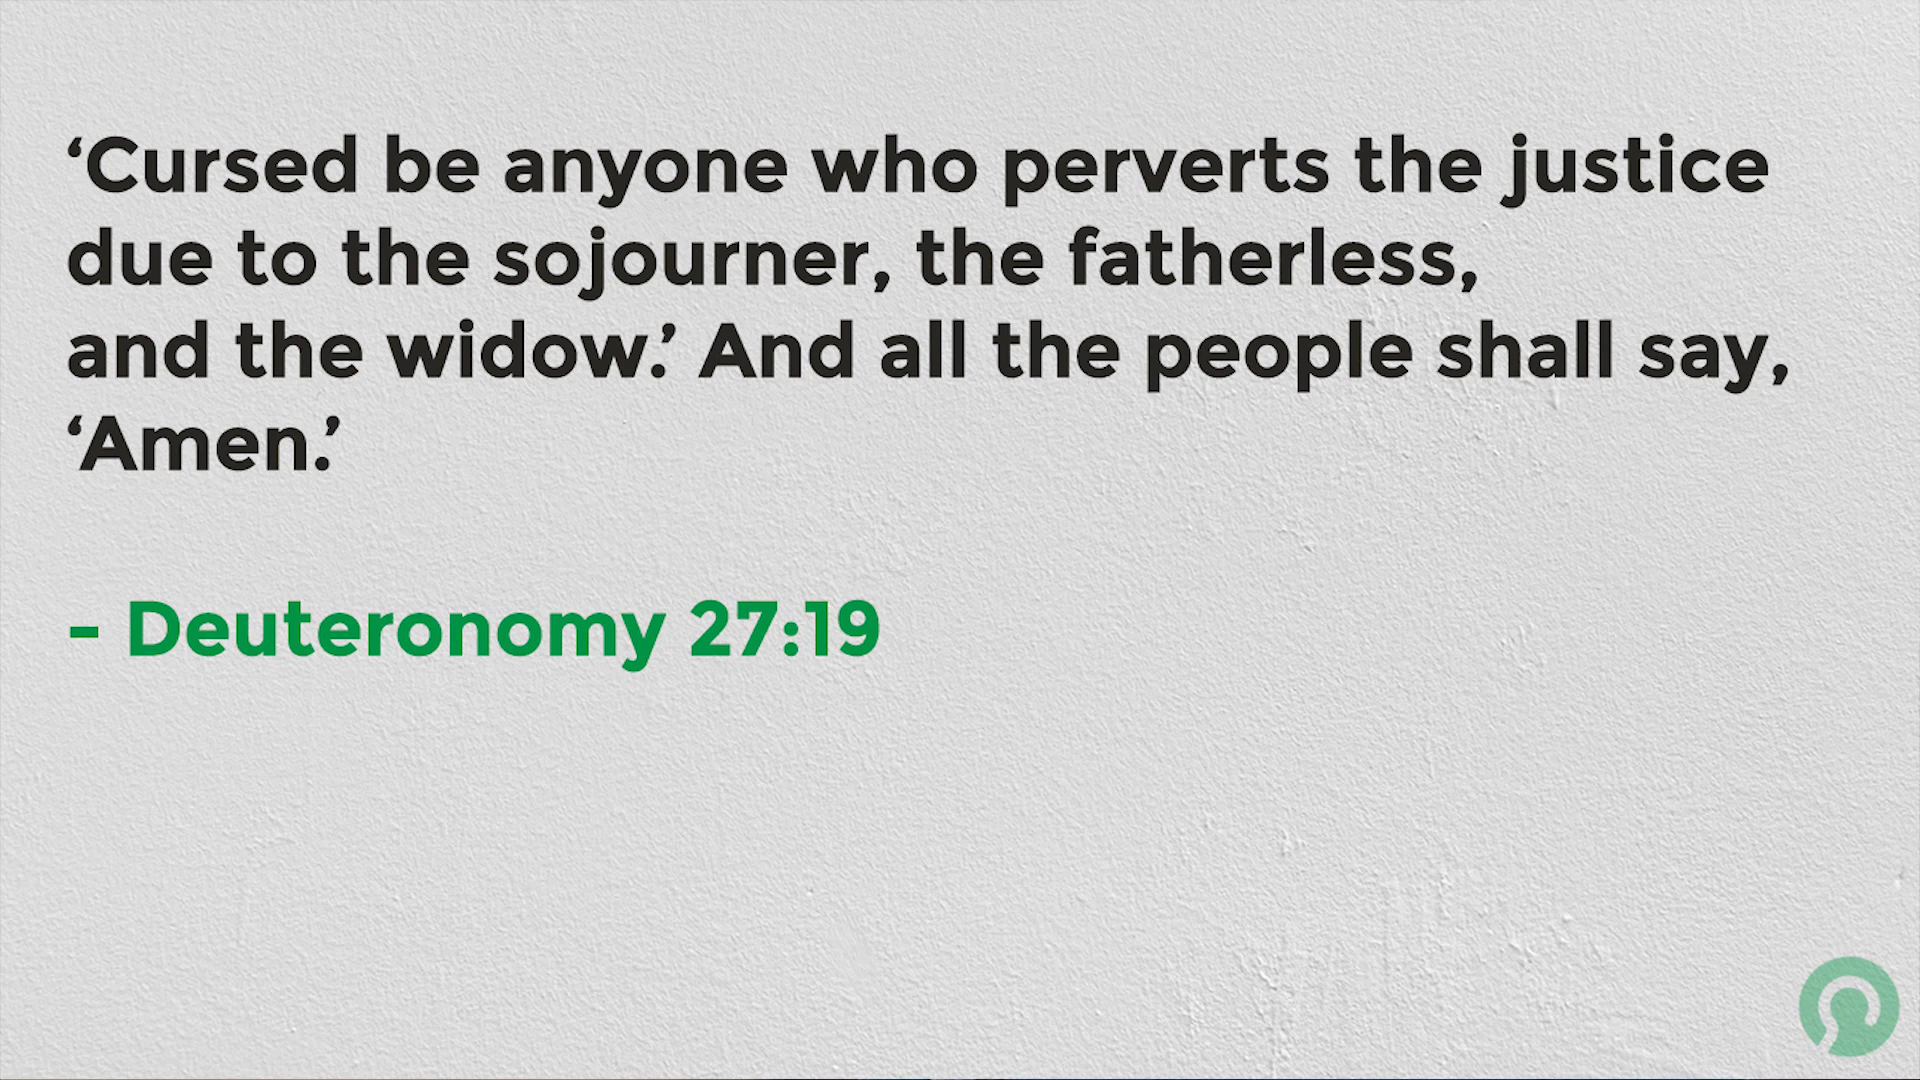 ‘Cursed be anyone who perverts the justice
due to the sojourner, the fatherless,
and the widow.’ And all the people shall say,
‘Amen.’
- Deuteronomy 27:19